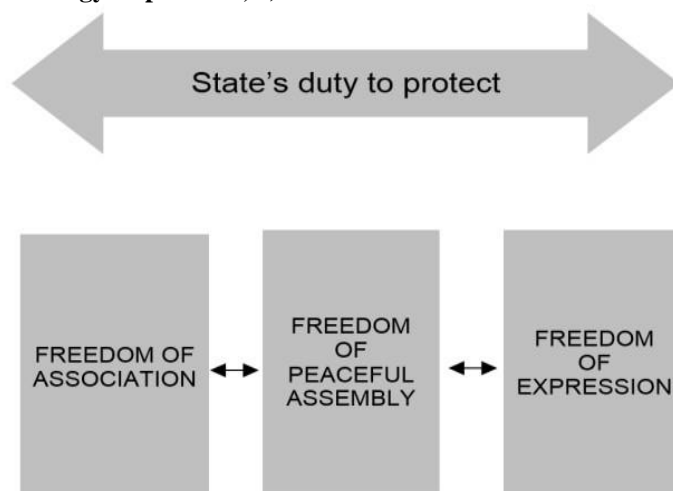 State's duty to protect
FREEDOM OF
ASSOCIATION
FREEDOM
OF
PEACEFUL
ASSEMBLY
FREEDOM
OF
EXPRESSION